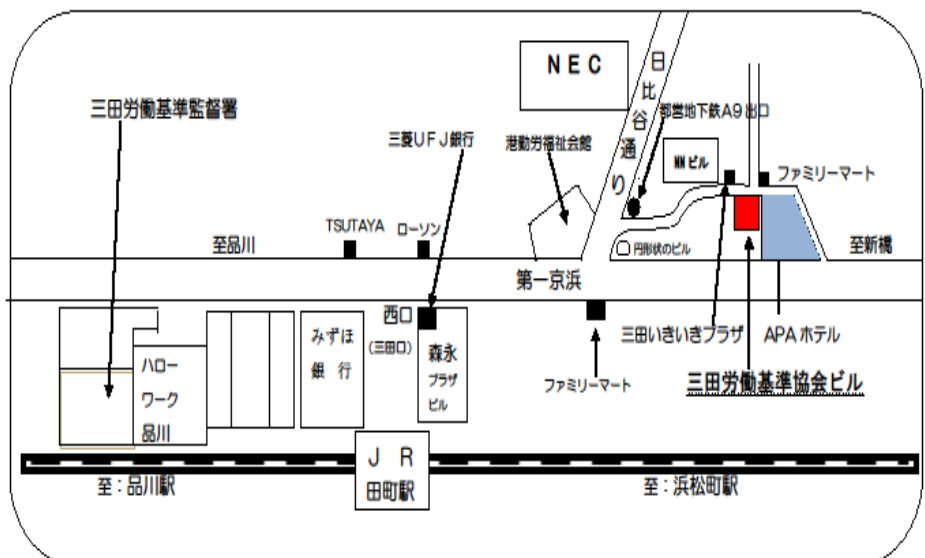 NEC
日比谷通り
三田労働基準監督署
都営地下鉄A9出口
三菱UFJ銀行
港勤労福祉会館
NNビル
ファミリーマート
TSUTAYA
ローソン
至品川
円形状のビル
至新橋
第一京浜
西口
(三田口)
みずほ
銀行
森永
プラザ
ビル
三田いきいきプラザ
APAホテル
ハロー
ワーク
品川
ファミリーマート
三田労働基準協会ビル
JR
田町駅
至:品川駅
至:浜松町駅